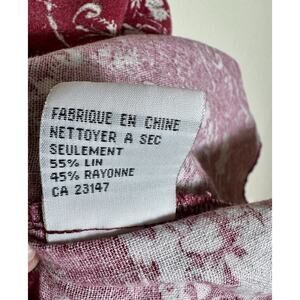 FABRIQUE EN CHINE
NETTOYER A SEC
SEULEMENT
55% LIN
45% RAYONNE
CA 23147